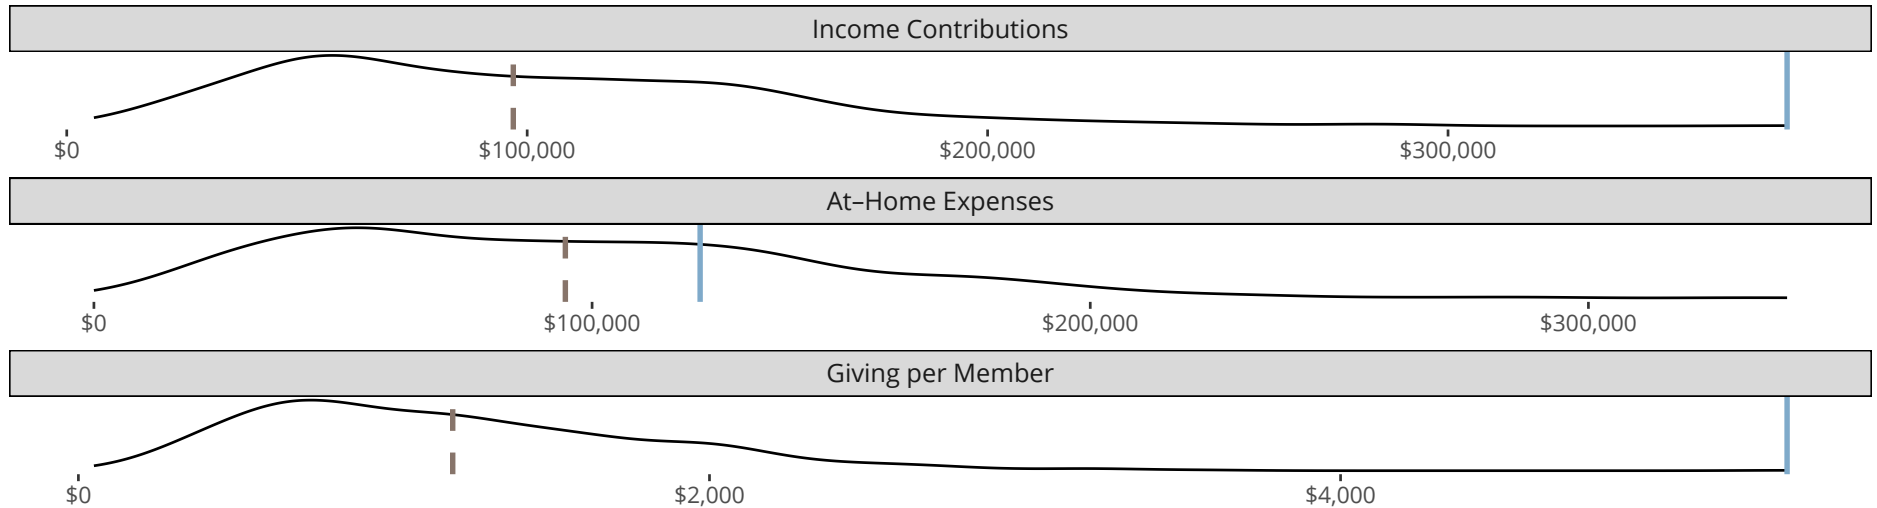 Income Contributions
$0 $100,000 $200,000 $300,000
At–Home Expenses
$0 $100,000 $200,000 $300,000
Giving per Member
$0 $2,000 $4,000